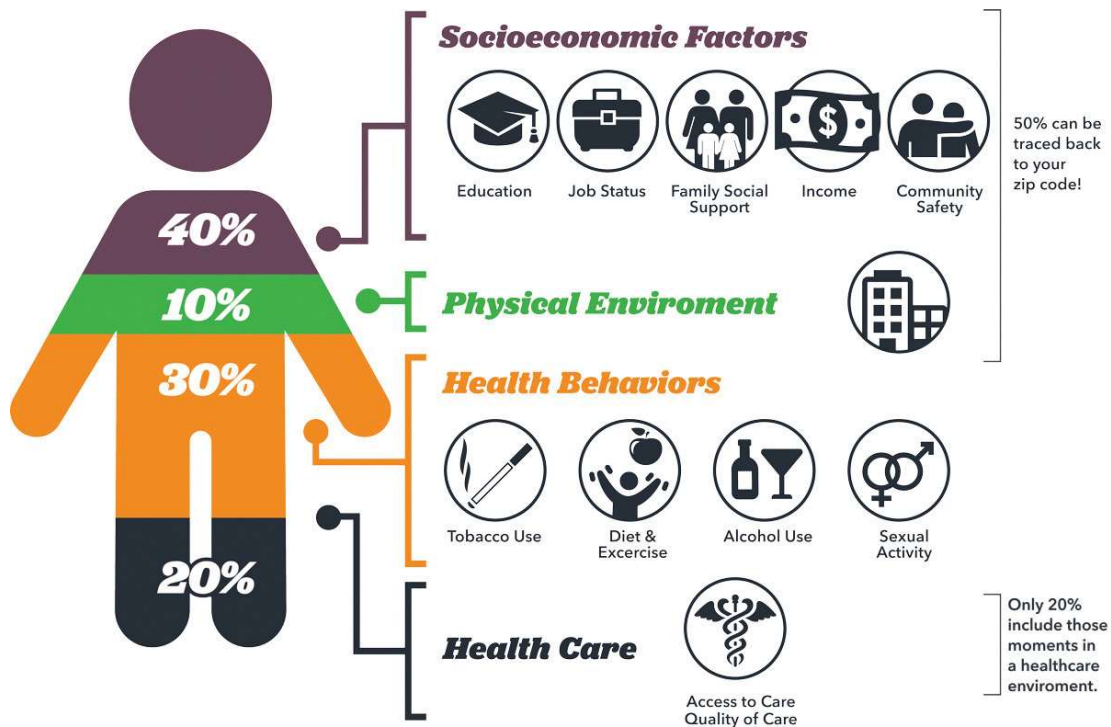 Socioeconomic Factors
Education
Job Status
Family Social
Support
Income
Community
Safety
50% can be
traced back
to your
zip code!
40%
10%
Physical Enviroment
30%
Health Behaviors
Tobacco Use
Diet &
Excercise
Alcohol Use
Sexual
Activity
20%
Health Care
Access to Care
Quality of Care
Only 20%
include those
moments in
a healthcare
enviroment.